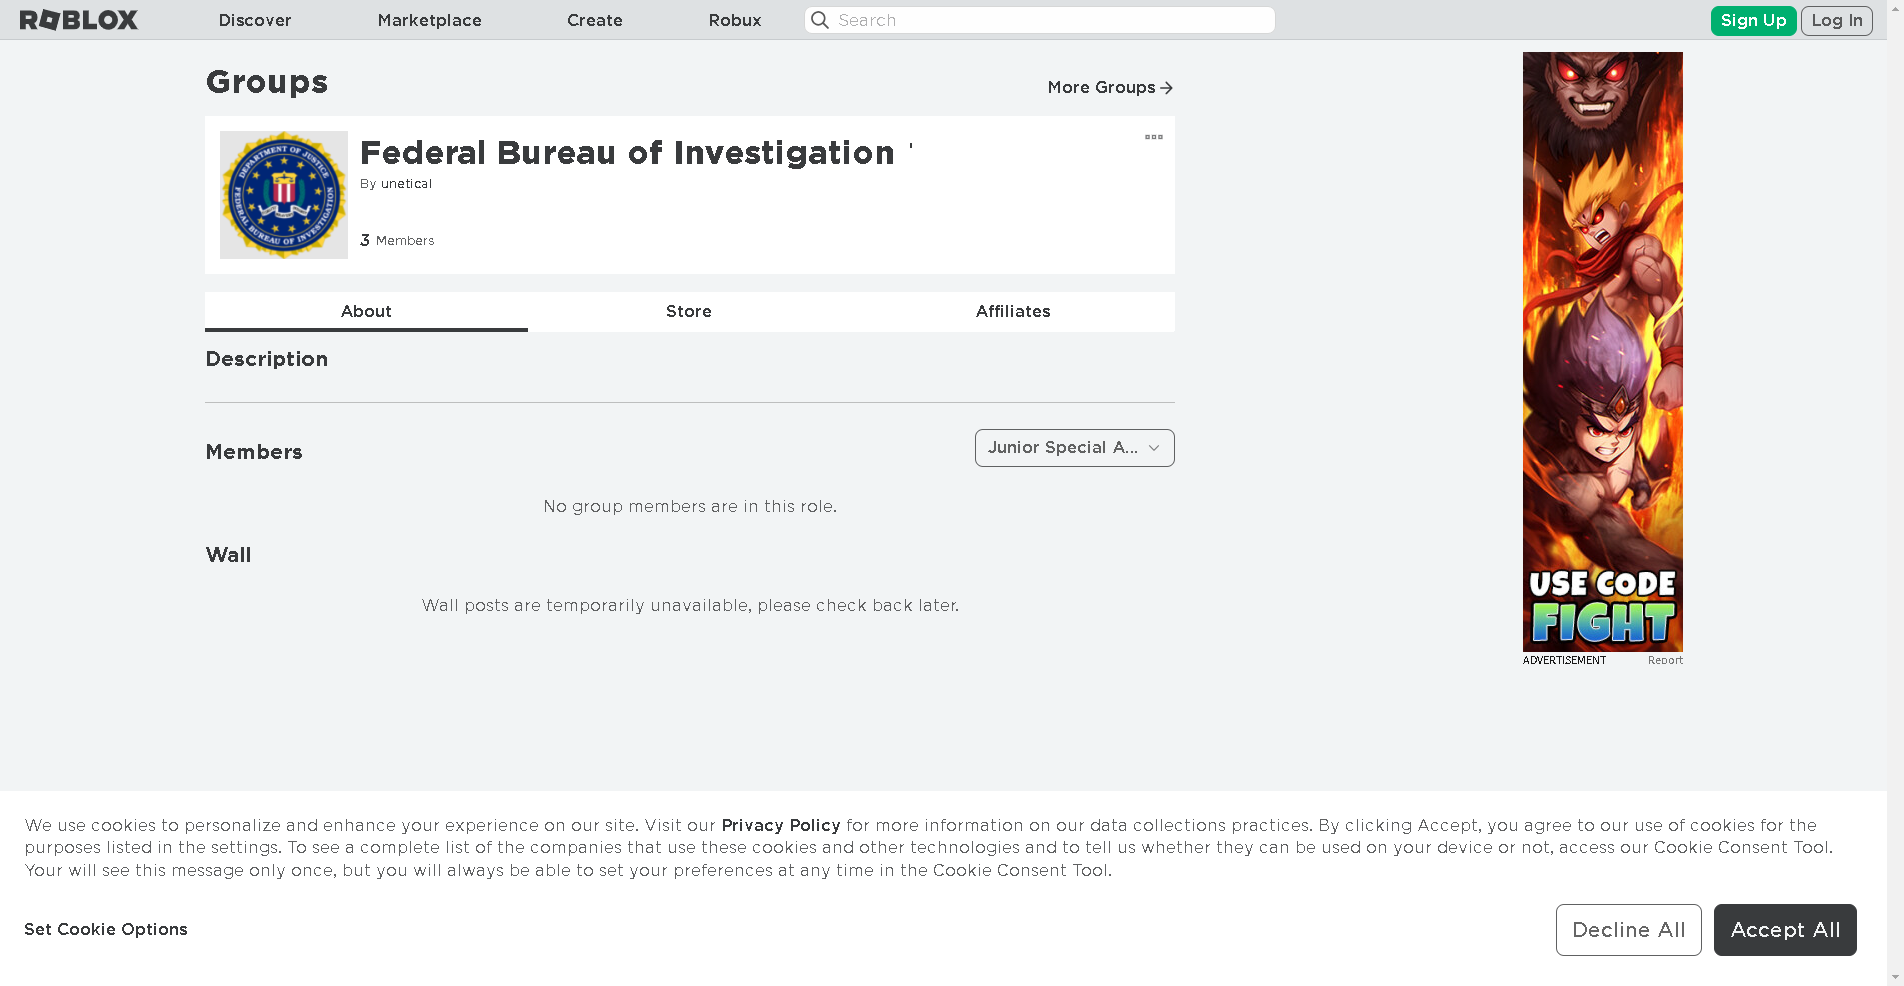 ROBLOX
Discover
Marketplace
Create
Robux
Search
Sign Up
Log In
Groups
More Groups
DEPARTMENT OF JUSTICE
FEDERAL BUREAU OF INVESTIGATION
Federal Bureau of Investigation '
By unetical
3 Members
About
Store
Affiliates
Description
Members
Junior Special A...
No group members are in this role.
Wall
Wall posts are temporarily unavailable, please check back later.
USE CODE
FIGHT
ADVERTISEMENT
Report
We use cookies to personalize and enhance your experience on our site. Visit our Privacy Policy for more information on our data collections practices. By clicking Accept, you agree to our use of cookies for the
purposes listed in the settings. To see a complete list of the companies that use these cookies and other technologies and to tell us whether they can be used on your device or not, access our Cookie Consent Tool.
Your will see this message only once, but you will always be able to set your preferences at any time in the Cookie Consent Tool.
Set Cookie Options
Decline All
Accept All